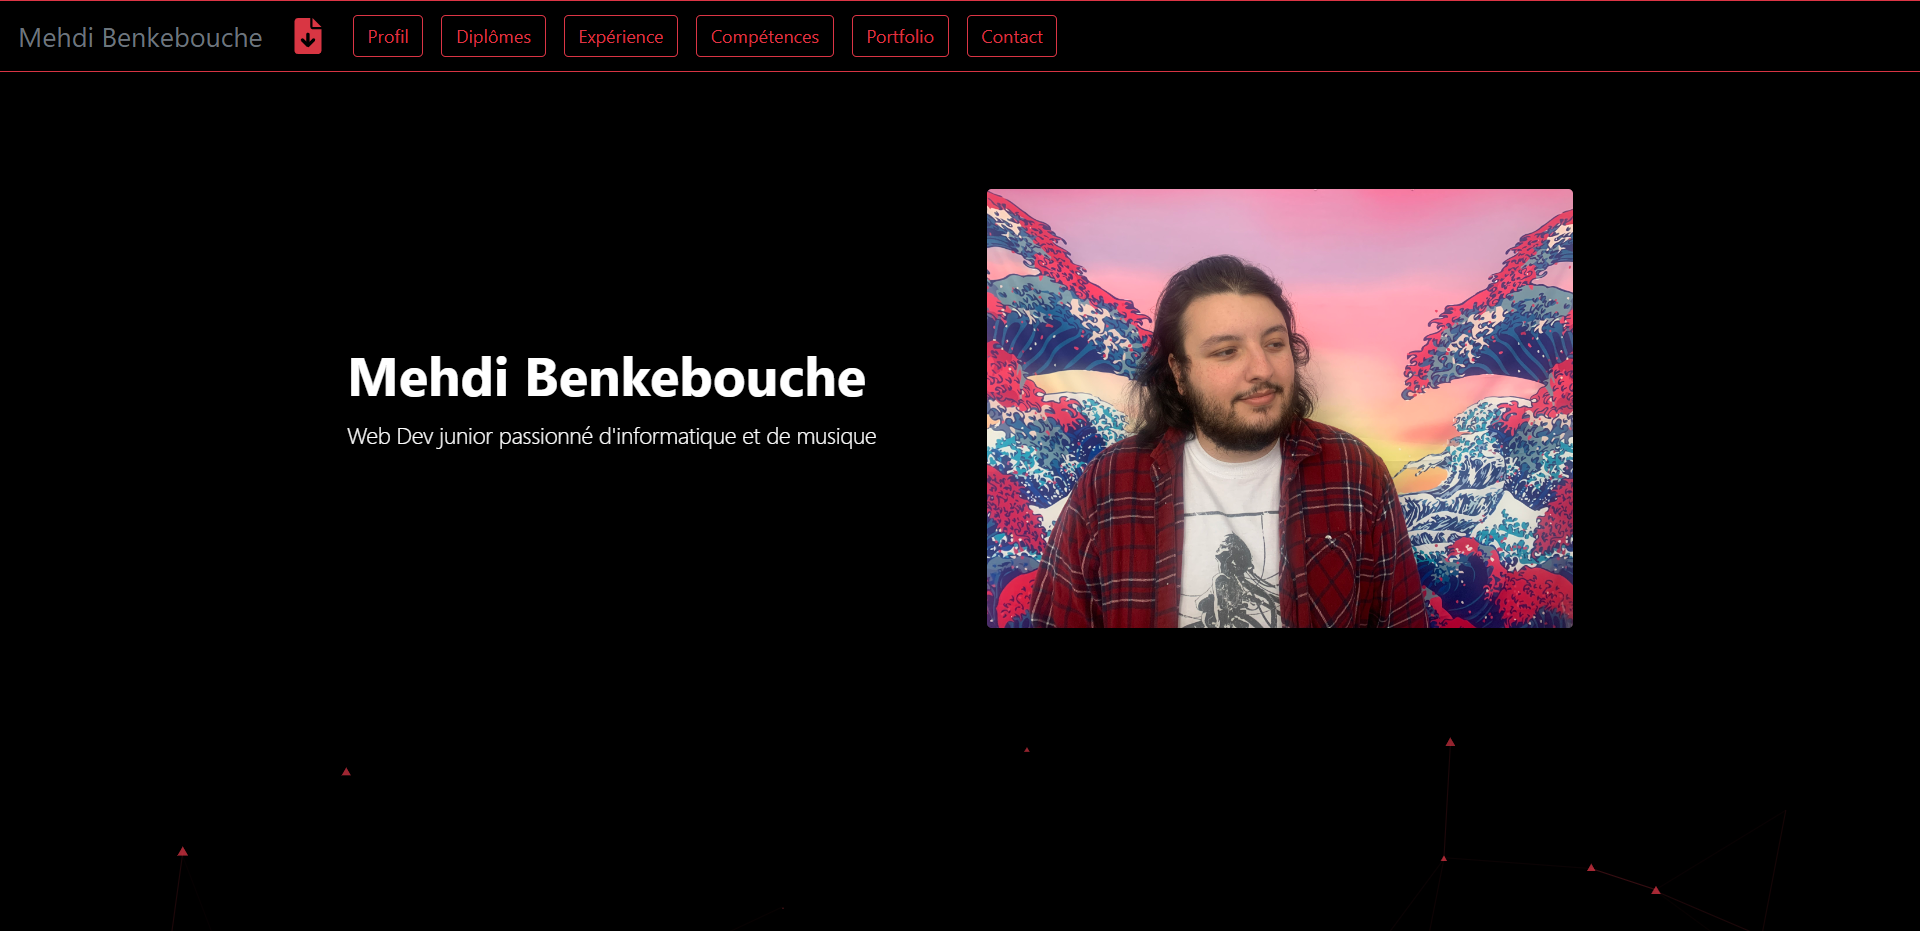 Mehdi Benkebouche
Profil
Diplômes
Expérience
Compétences
Portfolio
Contact
Mehdi Benkebouche
Web Dev junior passionné d'informatique et de musique